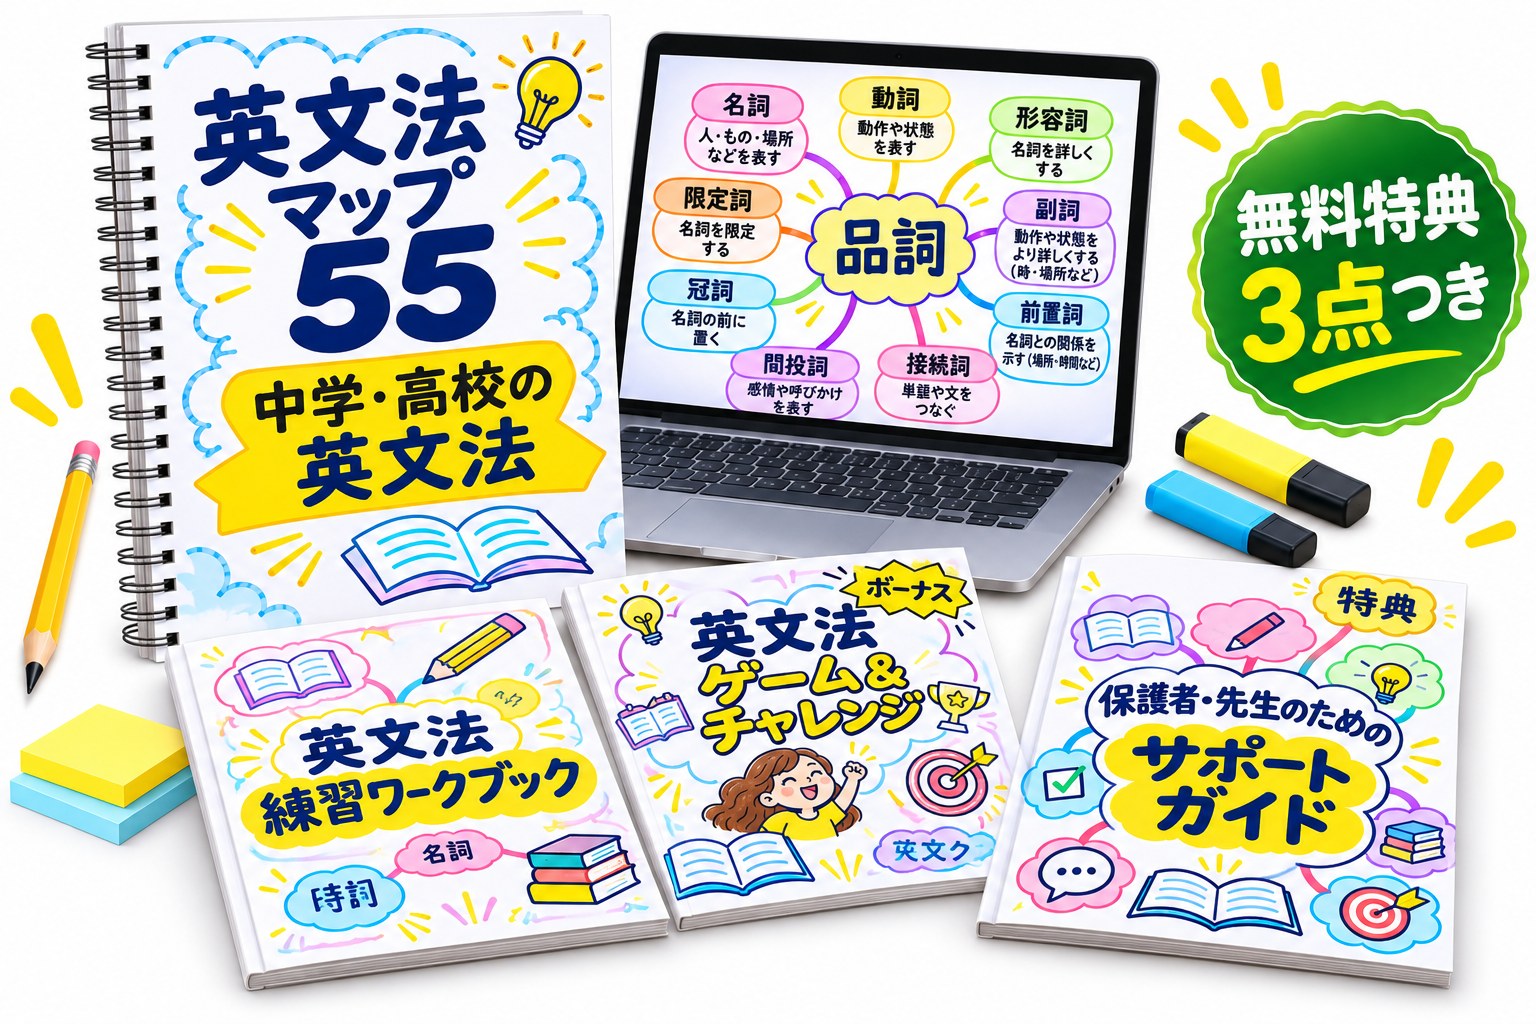 英文法
マップ
55
中学・高校の
英文法
名詞
人・もの・場所
などを表す
動詞
動作や状態
を表す
形容詞
名詞を詳しく
する
限定詞
名詞を限定
する
品詞
副詞
動作や状態を
より詳しくする
(時・場所など)
冠詞
名詞の前に
置く
前置詞
名詞との関係を
示す(場所・時間など)
間投詞
感情や呼びかけ
を表す
接続詞
単語や文を
つなぐ
無料特典
3点つき
英文法
練習ワークブック
名詞
ボーナス
英文法
ゲーム&
チャレンジ
英文ク
特典
保護者・先生のための
サポート
ガイド